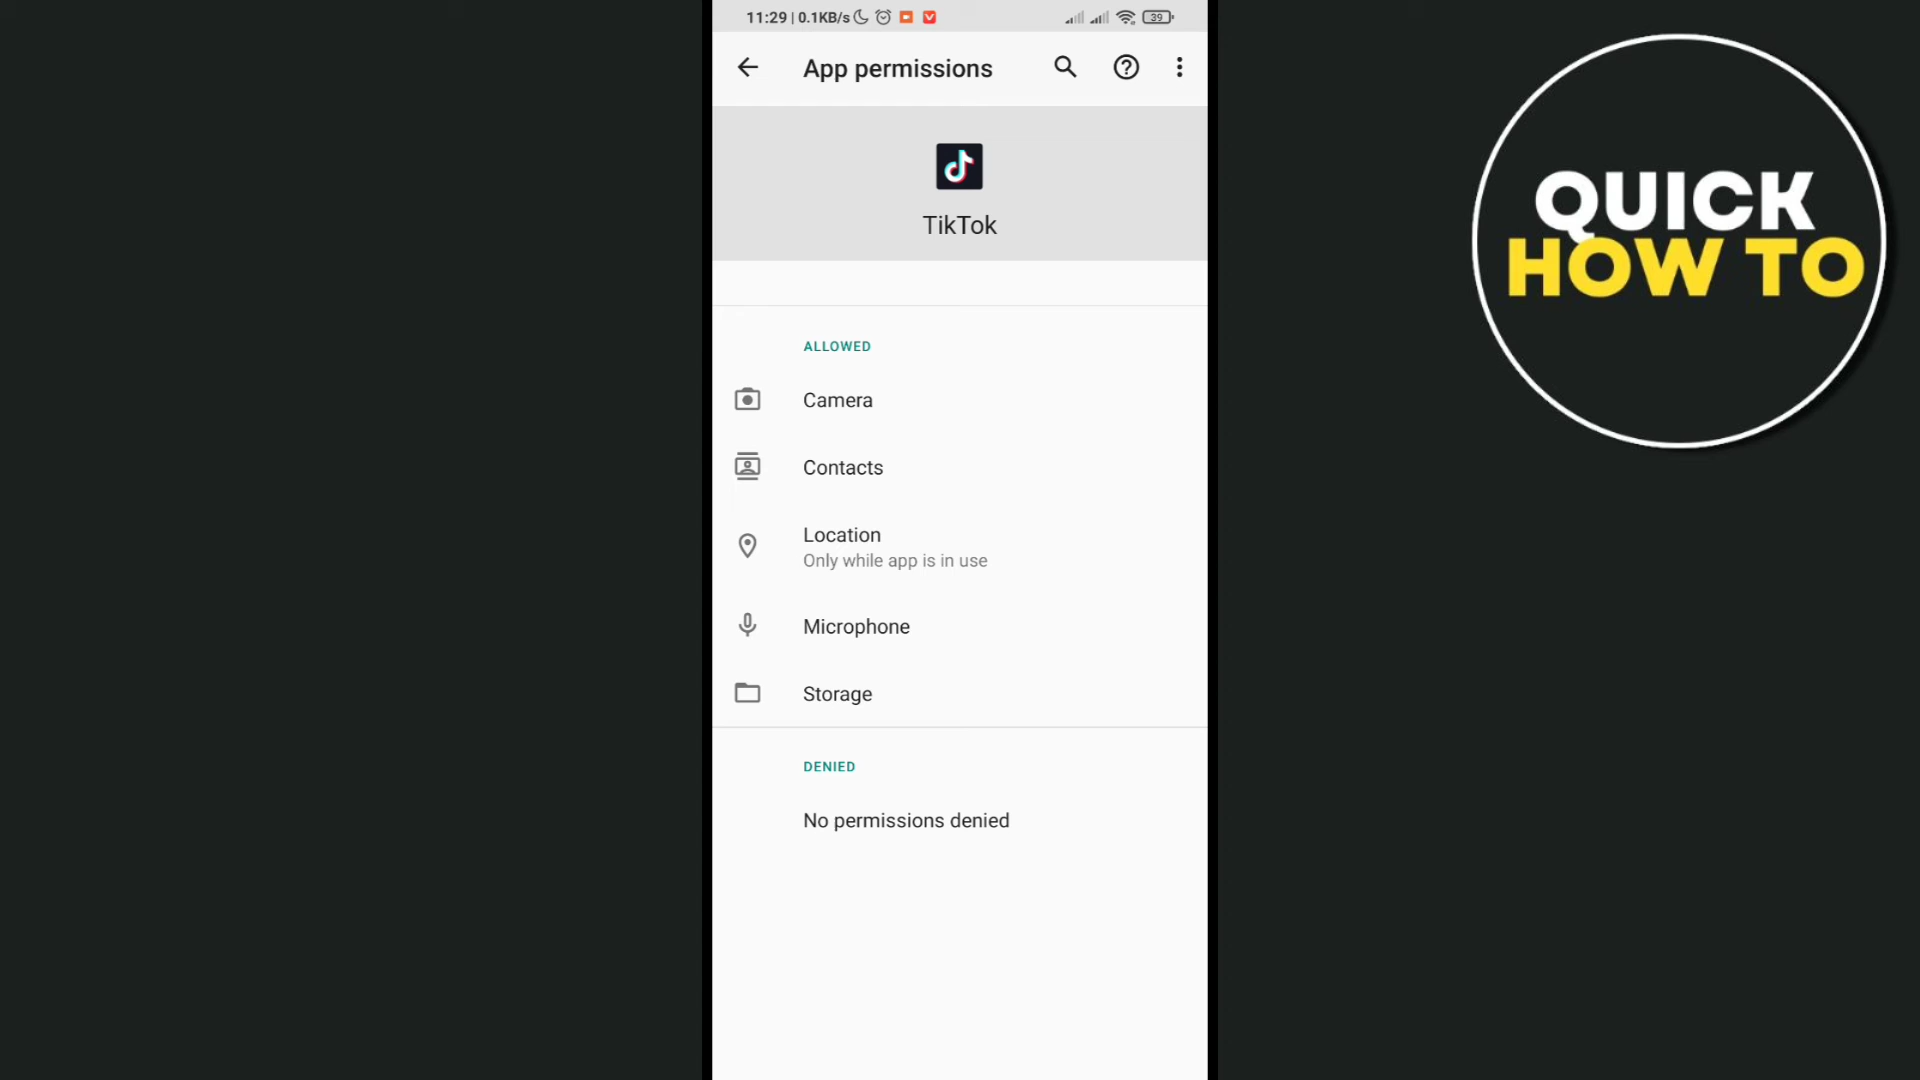 11:29 | 0.1KB/s
39
App permissions
TikTok
ALLOWED
Camera
Contacts
Location
Only while app is in use
Microphone
Storage
DENIED
No permissions denied
QUICK
HOW TO